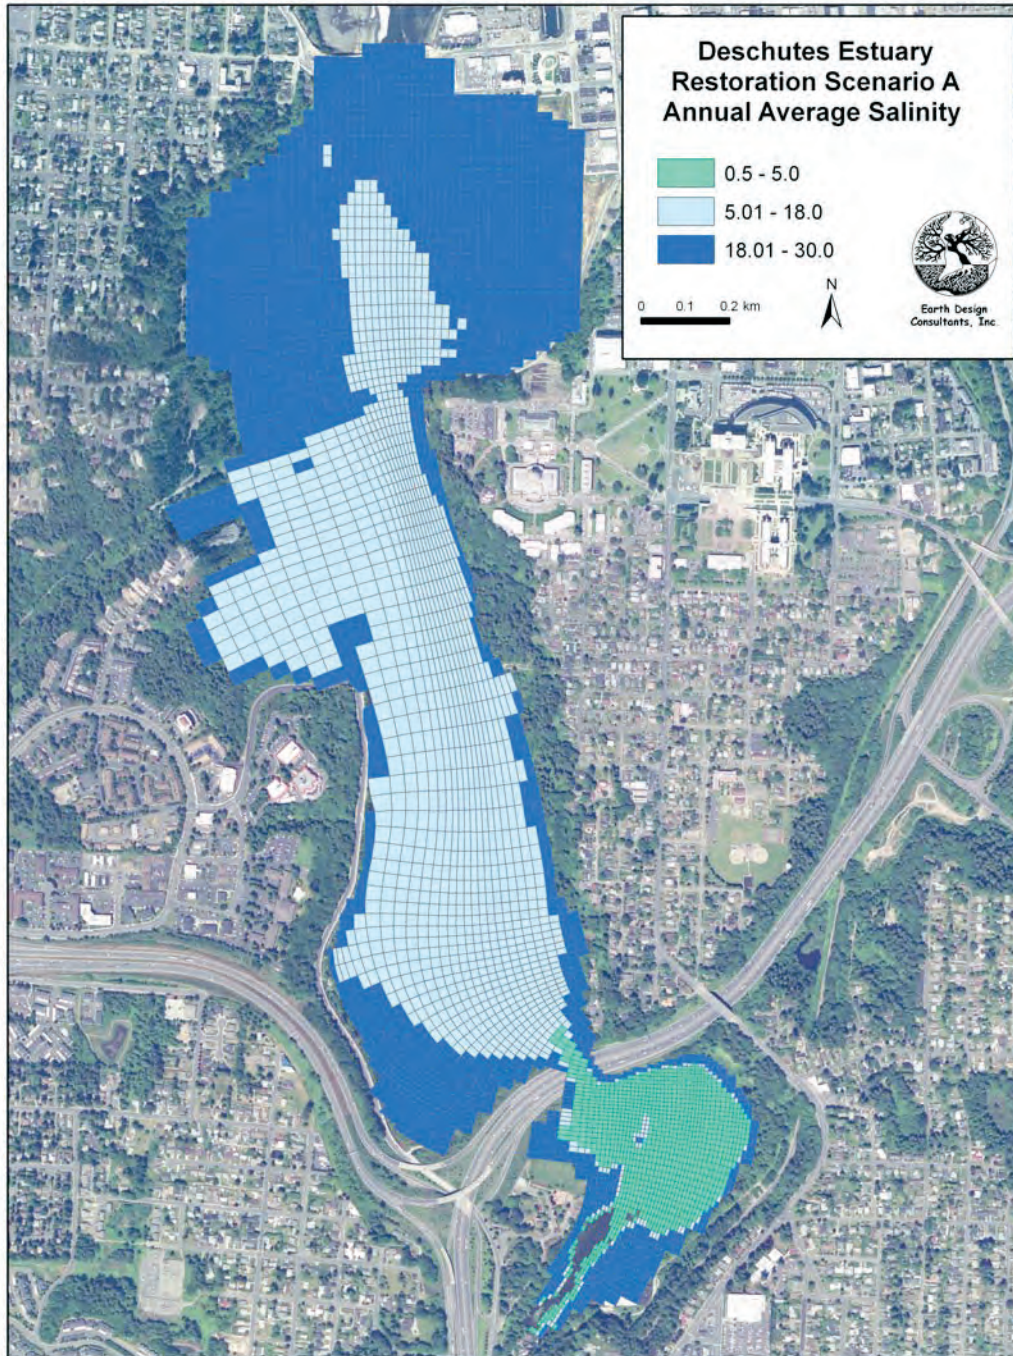 Deschutes Estuary
Restoration Scenario A
Annual Average Salinity
0.5 - 5.0
5.01 - 18.0
18.01 - 30.0
0 0.1 0.2 km
N
Earth Design
Consultants, Inc